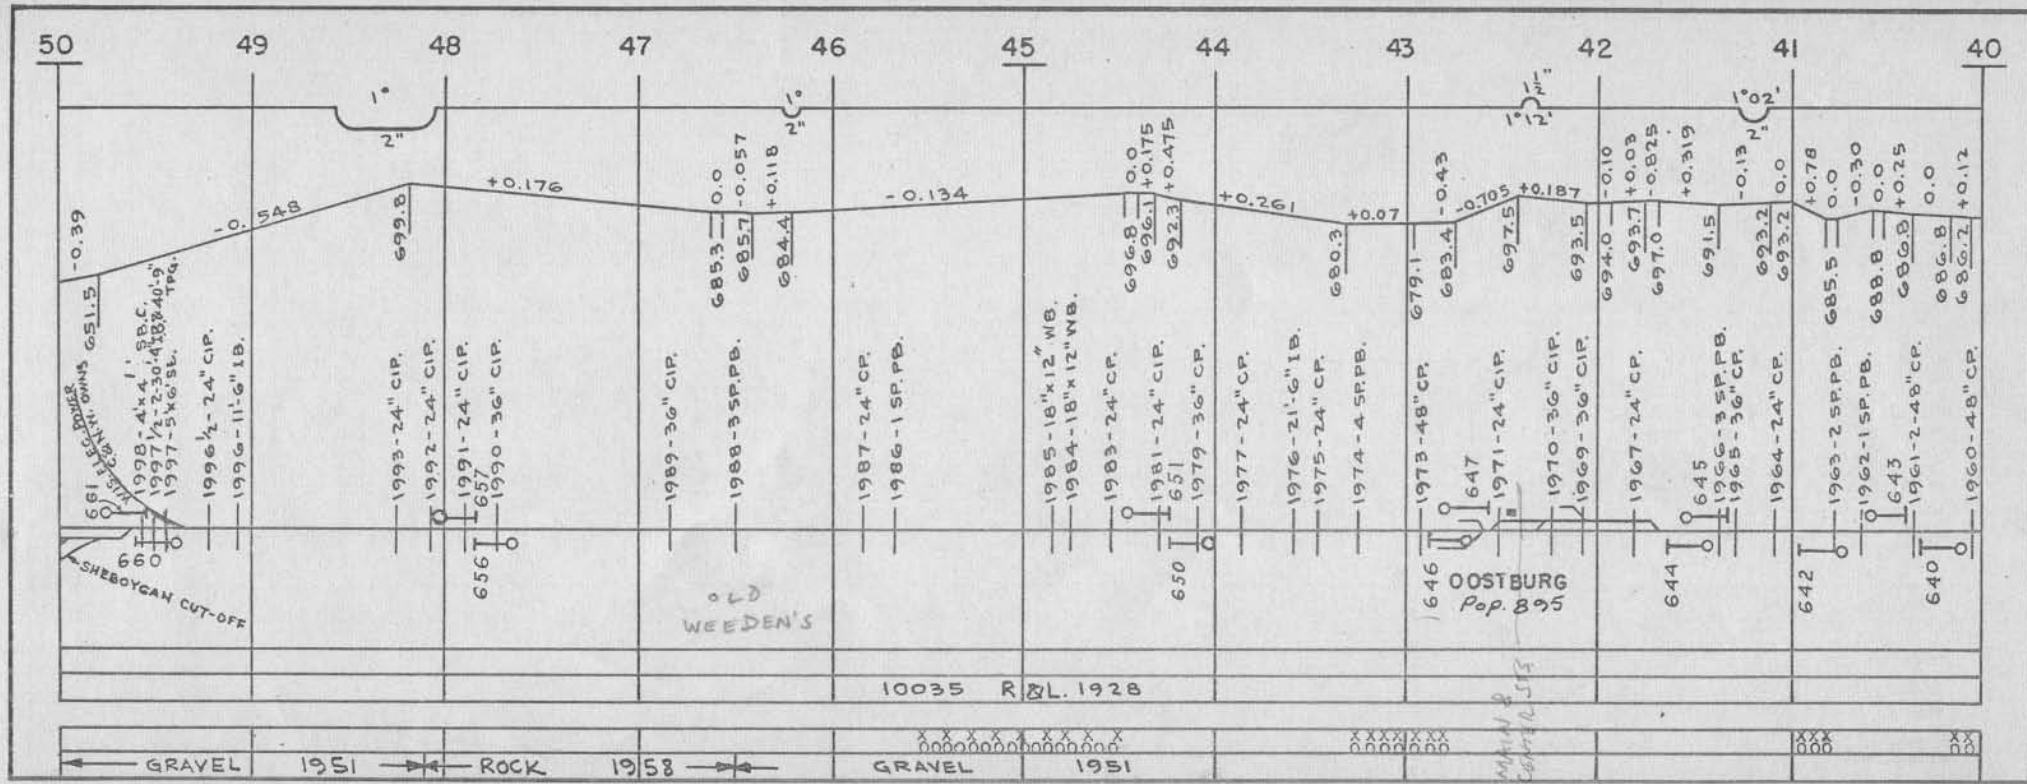 50 49 48 47 46 45 44 43 42 41 40
1°
2"
1°
2"
1½"
1°12'
1°02'
2"
-0.39
-0.548
+0.176
0.0
-0.057
+0.118
-0.134
0.0
+0.175
+0.475
+0.261
+0.07
-0.43
-0.705
+0.187
-0.10
+0.03
-0.825
+0.319
-0.13
0.0
+0.78
0.0
-0.30
0.0
+0.25
0.0
+0.12
651.5
699.8
685.3
685.7
684.4
696.8
696.1
692.3
680.3
679.1
683.4
697.5
693.5
694.0
693.7
697.0
691.5
693.2
693.2
685.5
688.8
686.8
686.8
686.2
WIS. ELEC. POWER
C.&N.W. OWNS
1998-4'x4' SB.C.
TPG.
1997-5'x6' SL.
1996½-24" CIP.
1996-11'-6" IB.
1993-24" CIP.
1992-24" CIP.
1991-24" CIP.
1990-36" CIP.
1989-36" CIP.
1988-3 SP.PB.
1987-24" CP.
1986-1 SP.PB.
1985-18"x12" WB.
1984-18"x12" WB.
1983-24" CP.
1981-24" CIP.
1979-36" CP.
1977-24" CP.
1976-21'-6" IB.
1975-24" CP.
1974-4 SP.PB.
1973-48" CP.
1971-24" CIP.
1970-36" CIP.
1969-36" CIP.
1967-24" CP.
1966-3 SP.PB.
1965-36" CP.
1964-24" CP.
1963-2 SP.PB.
1962-1 SP.PB.
1961-2-48" CP.
1960-48" CP.
661
660
657
656
651
650
647
646
645
644
643
642
640
SHEBOYGAN CUT-OFF
OLD
WEEDEN'S
OOSTBURG
Pop. 895
MAIN &
10035 R.&L. 1928
GRAVEL 1951 ROCK 1958 GRAVEL 1951